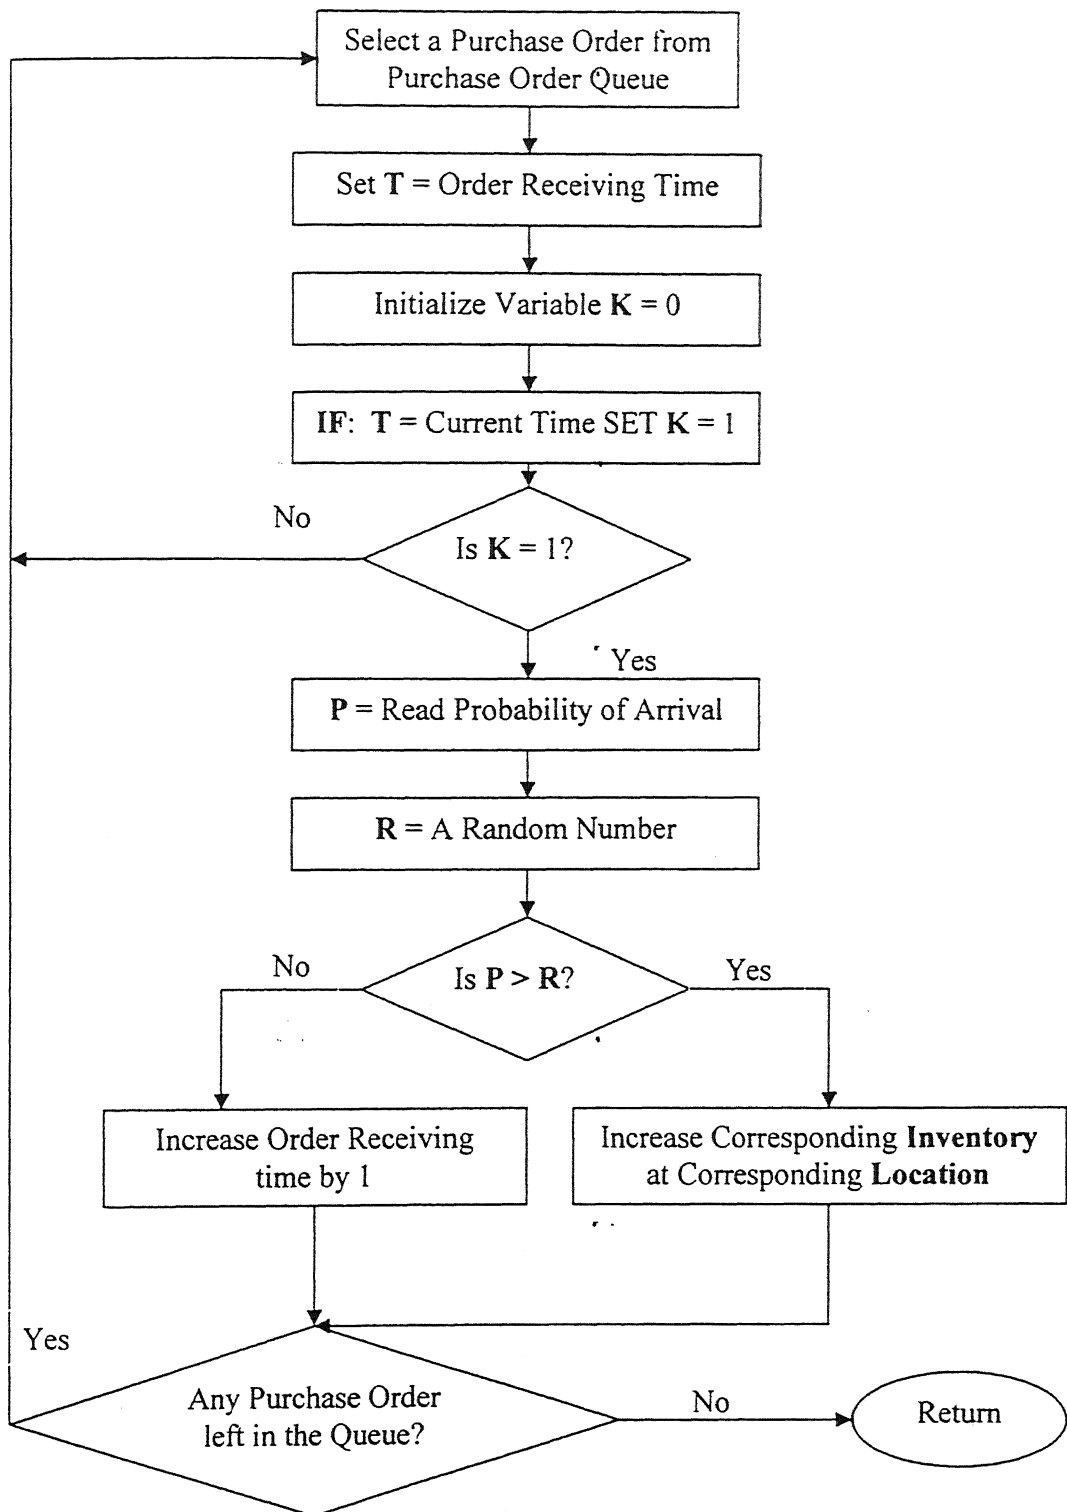 Select a Purchase Order from
Purchase Order Queue
Set T = Order Receiving Time
Initialize Variable K = 0
IF: T = Current Time SET K = 1
No
Is K = 1?
Yes
P = Read Probability of Arrival
R = A Random Number
No
Is P > R?
Yes
Increase Order Receiving
time by 1
Increase Corresponding Inventory
at Corresponding Location
Yes
Any Purchase Order
left in the Queue?
No
Return